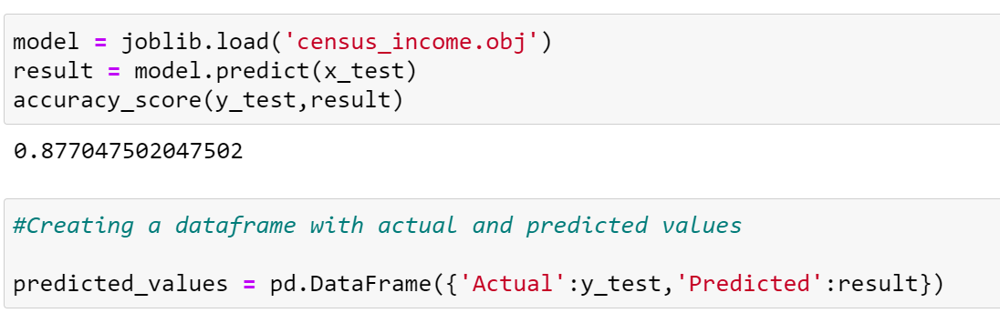 model = joblib.load('census_income.obj')
result = model.predict(x_test)
accuracy_score(y_test,result)
0.877047502047502
#Creating a dataframe with actual and predicted values
predicted_values = pd.DataFrame({'Actual':y_test,'Predicted':result})